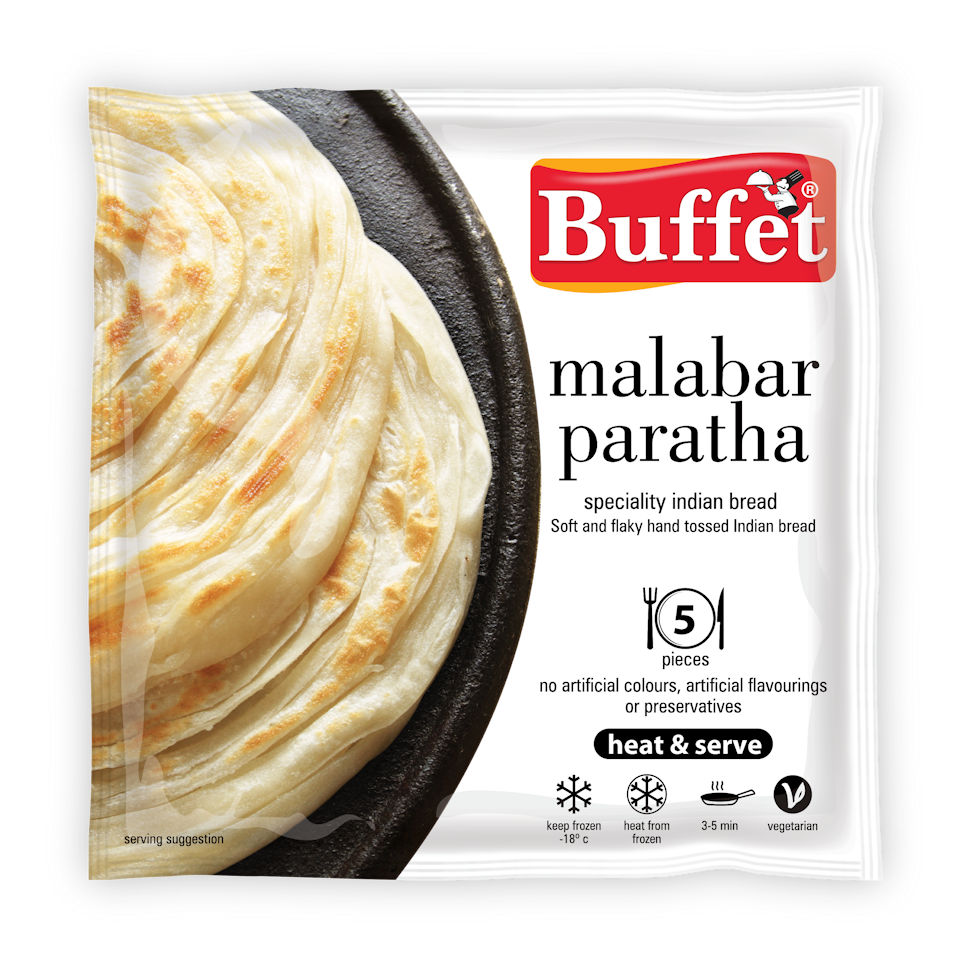 Buffet®
malabar
paratha
speciality indian bread
Soft and flaky hand tossed Indian bread
5
pieces
no artificial colours, artificial flavourings
or preservatives
heat & serve
keep frozen
-18° c
heat from
frozen
3-5 min
vegetarian
serving suggestion